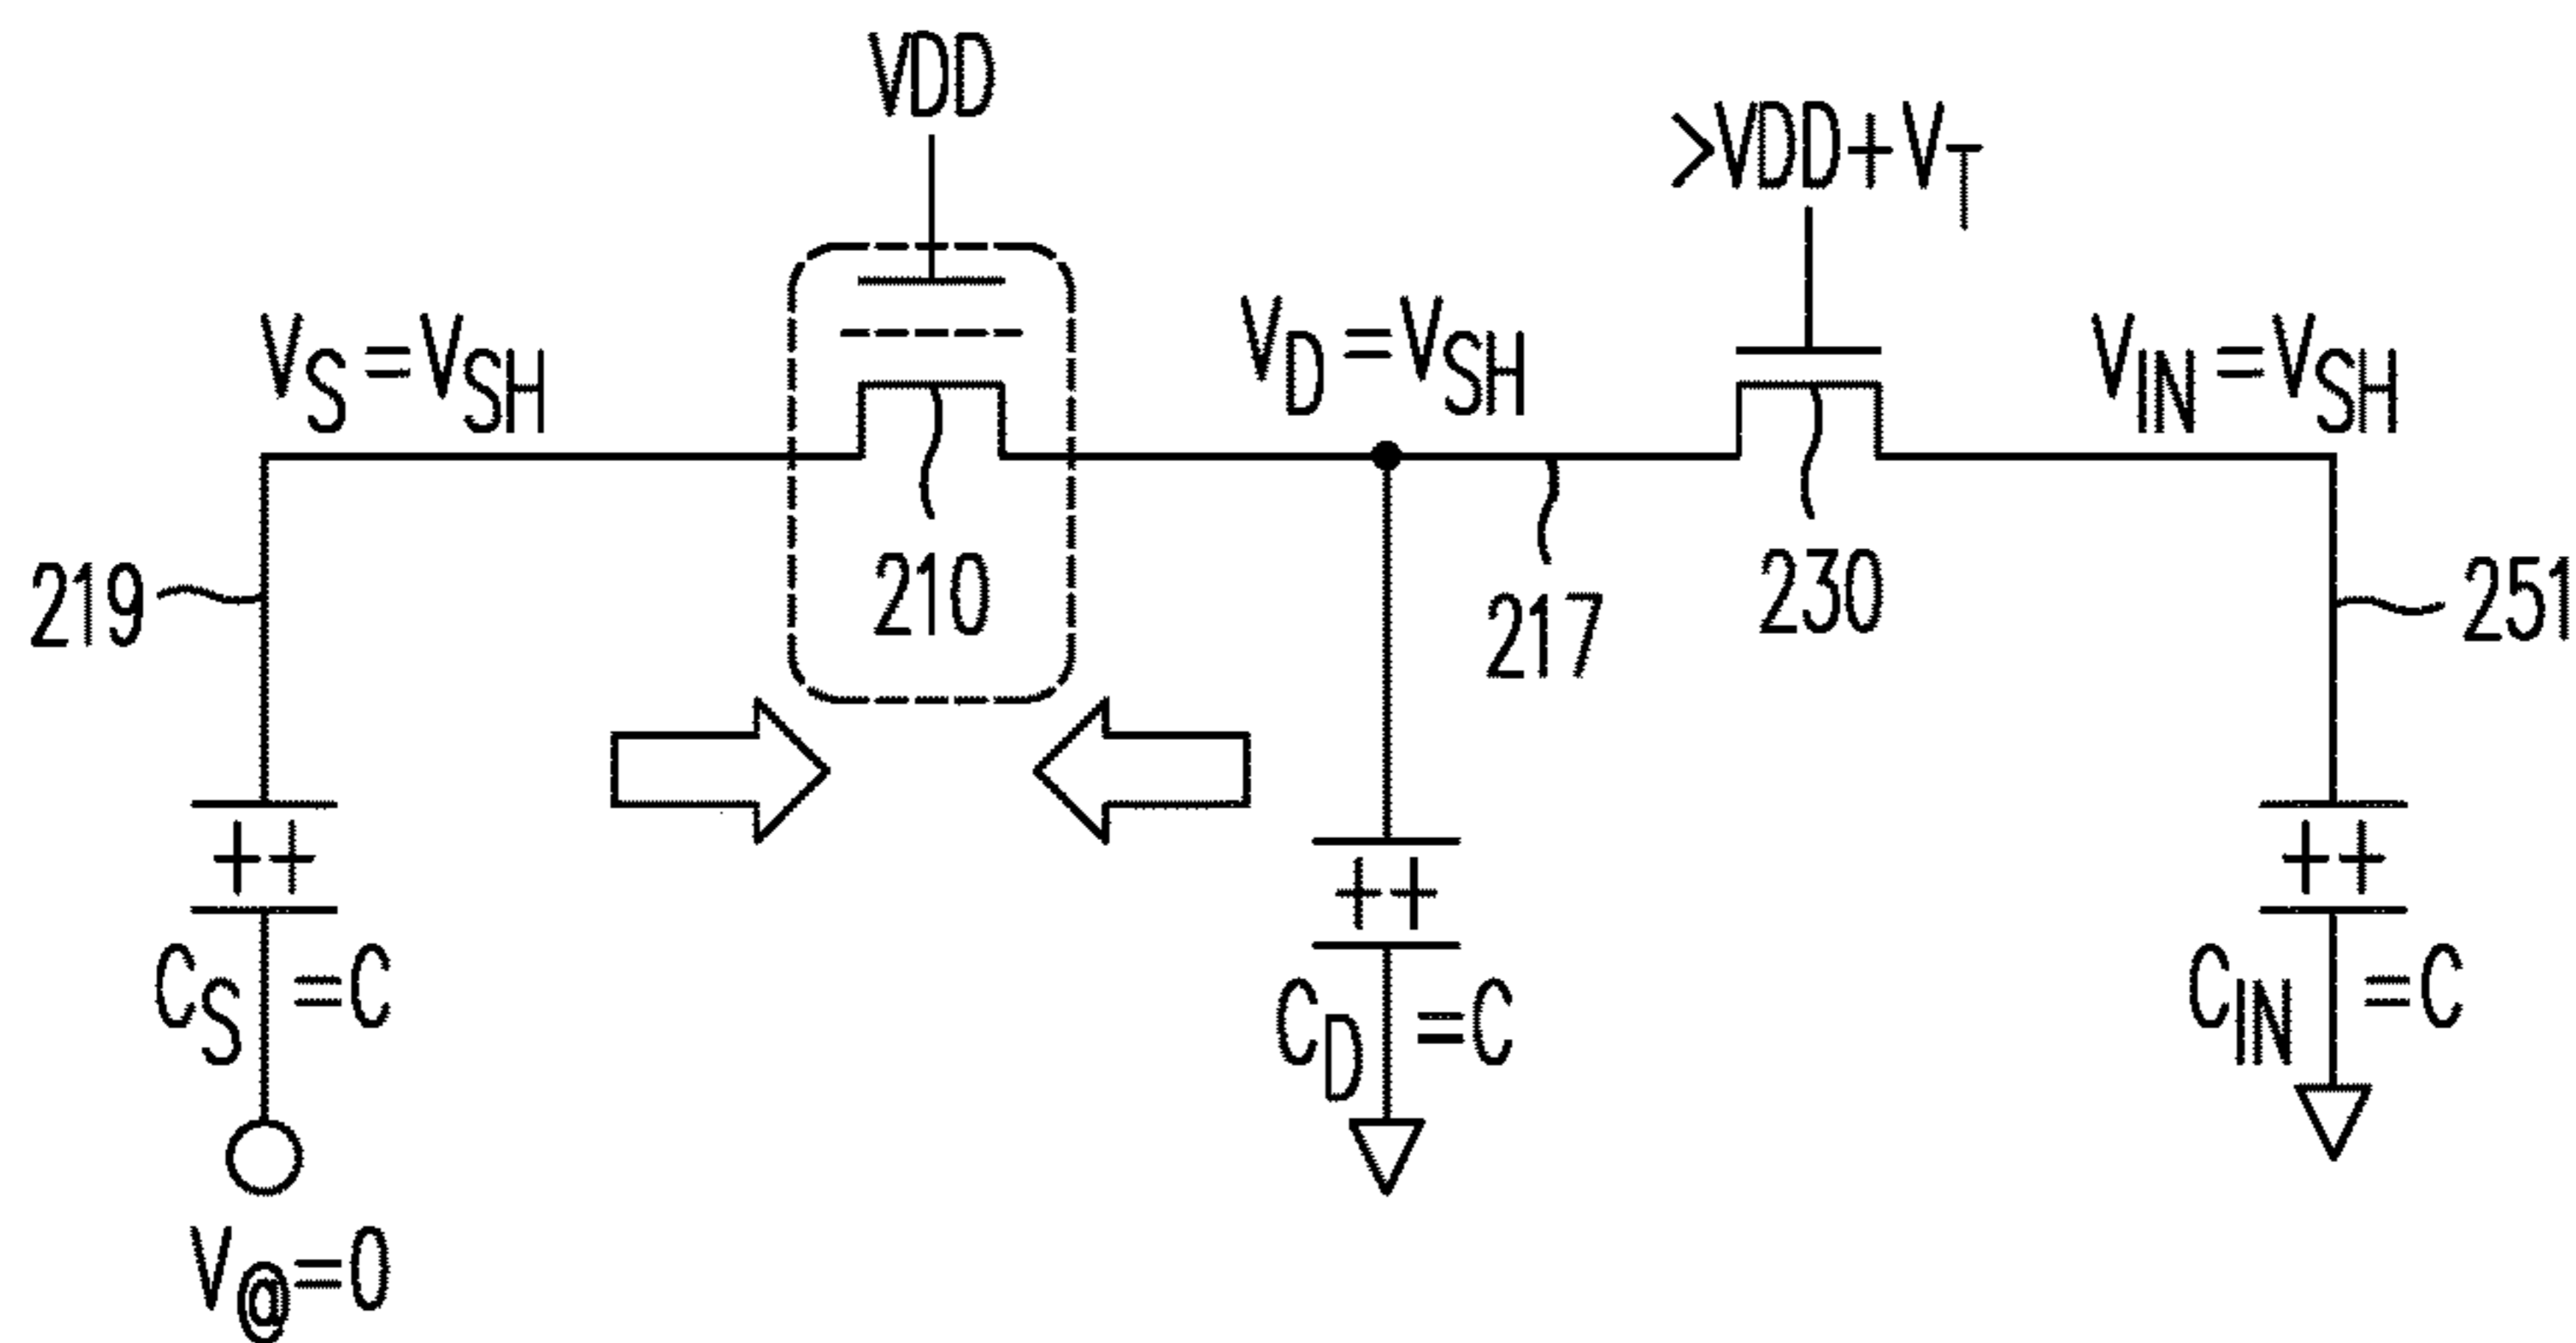 VDD
>VDD+V_T
V_S=V_SH
V_D=V_SH
V_IN=V_SH
219
210
217
230
251
++
++
++
C_S=C
C_D=C
C_IN=C
V_@=0